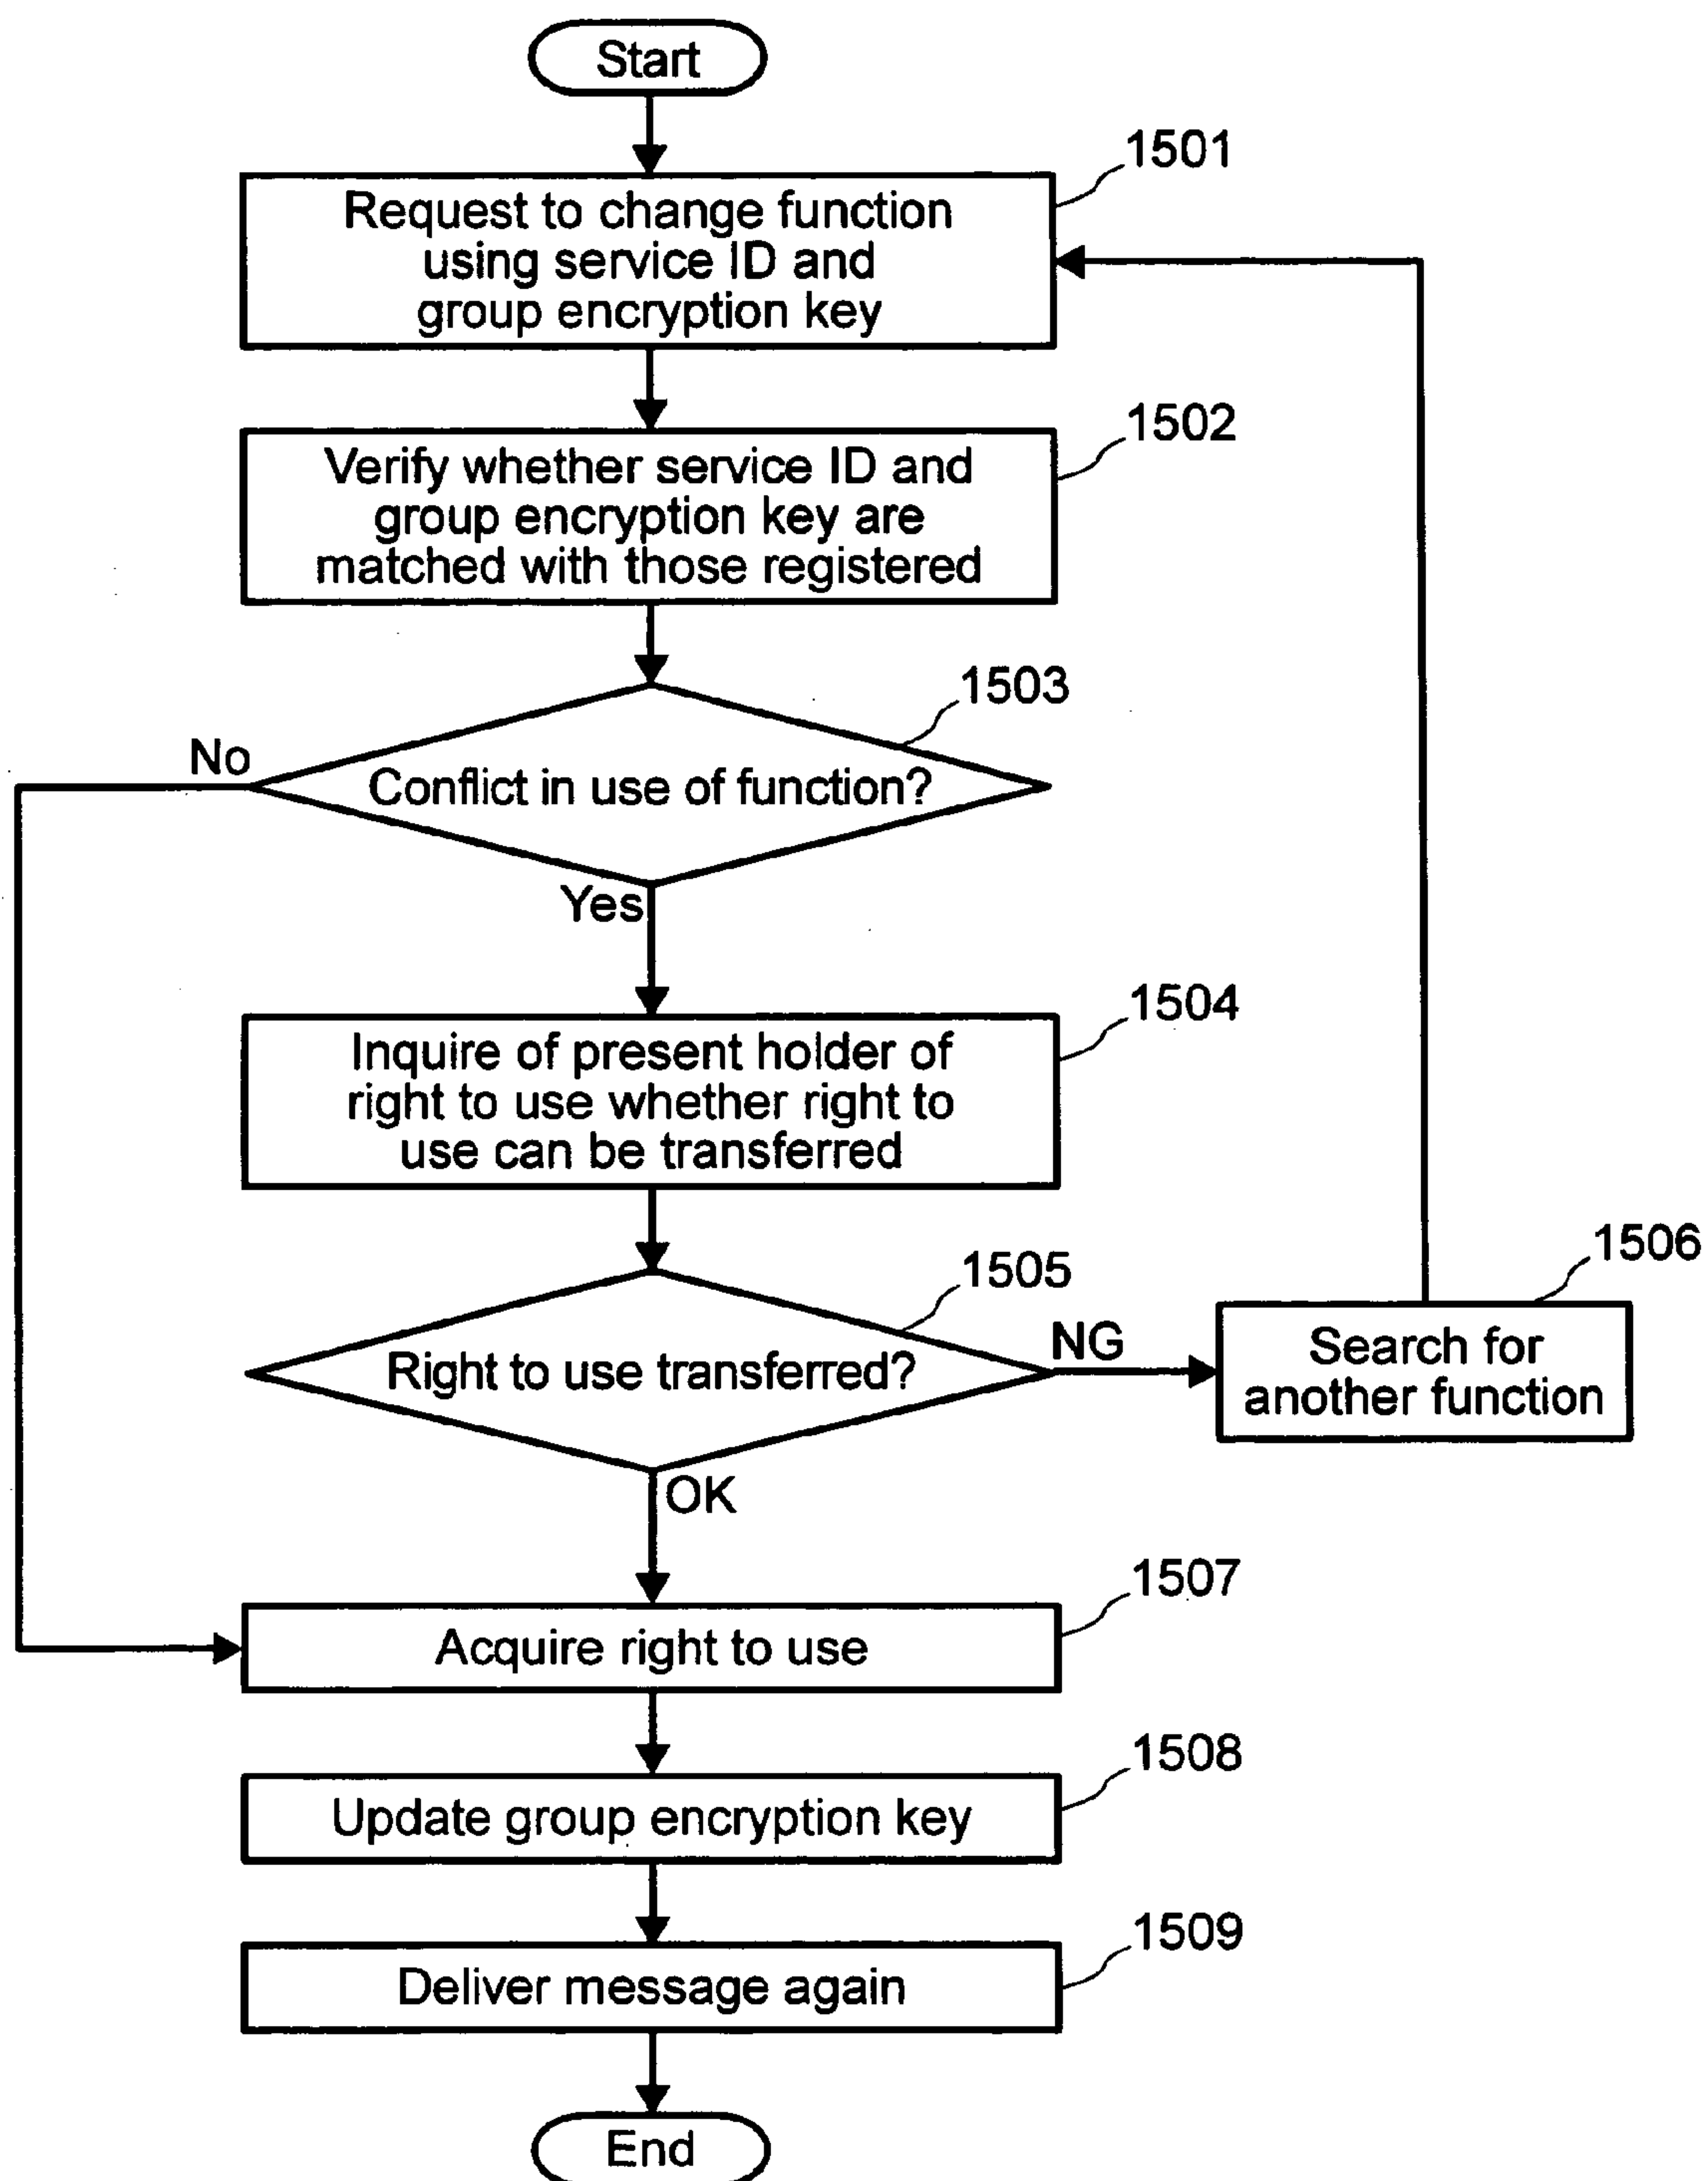 Start
1501
Request to change function
using service ID and
group encryption key
1502
Verify whether service ID and
group encryption key are
matched with those registered
1503
No
Conflict in use of function?
Yes
1504
Inquire of present holder of
right to use whether right to
use can be transferred
1505
1506
Right to use transferred?
NG
Search for
another function
OK
1507
Acquire right to use
1508
Update group encryption key
1509
Deliver message again
End